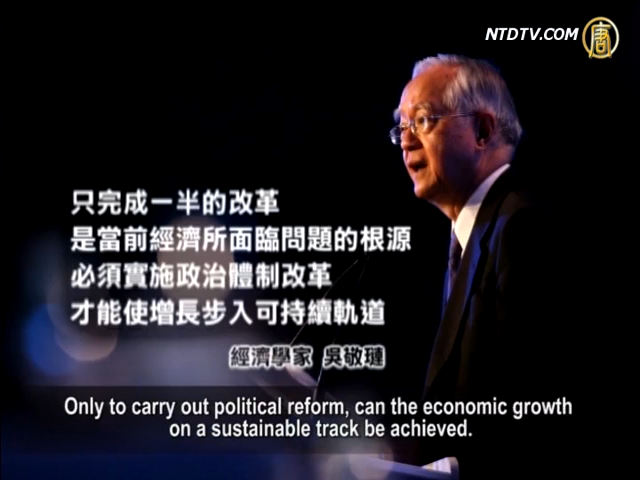 NTDTV.COM
唐
只完成一半的改革
是當前經濟所面臨問題的根源
必須實施政治體制改革
才能使增長步入可持續軌道
經濟學家 吳敬璉
Only to carry out political reform, can the economic growth
on a sustainable track be achieved.